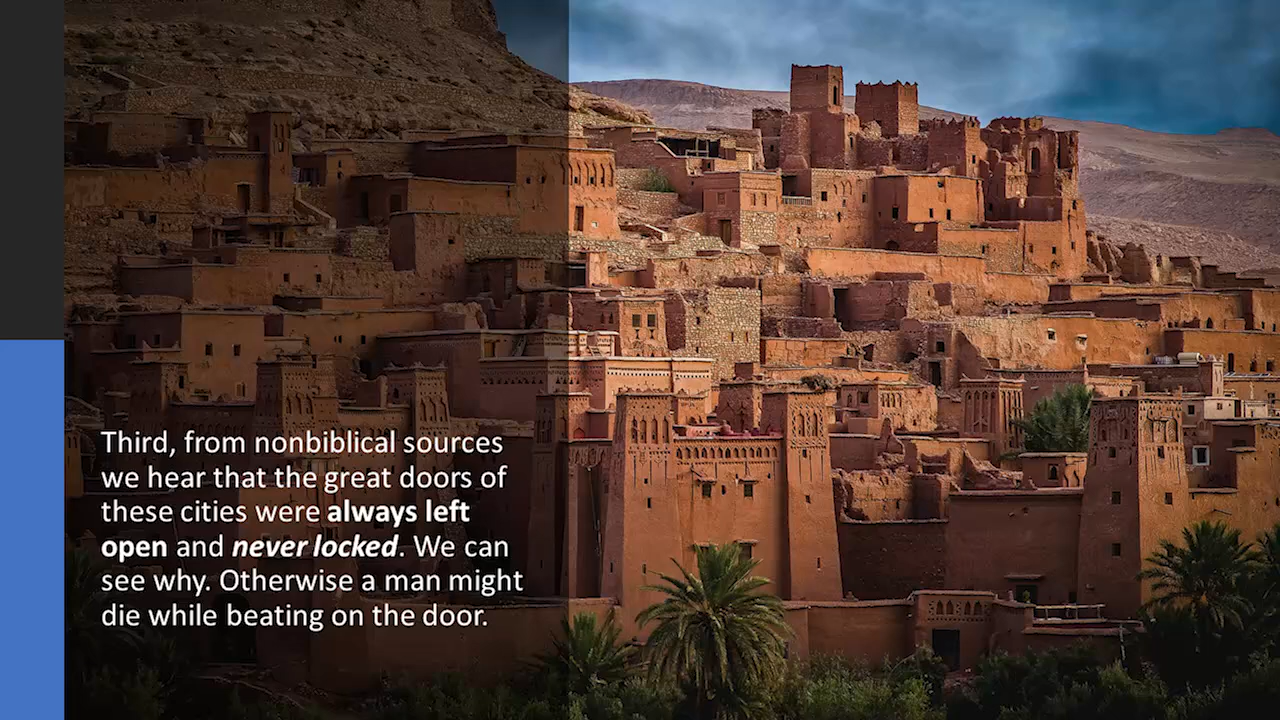 Third, from nonbiblical sources
we hear that the great doors of
these cities were always left
open and never locked. We can
see why. Otherwise a man might
die while beating on the door.